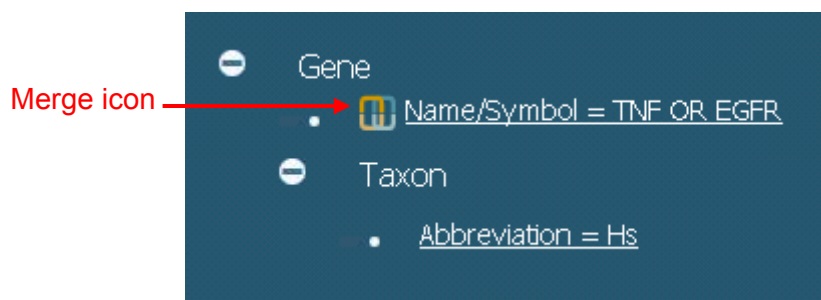 Gene
Merge icon
Name/Symbol = TNF OR EGFR
Taxon
Abbreviation = Hs